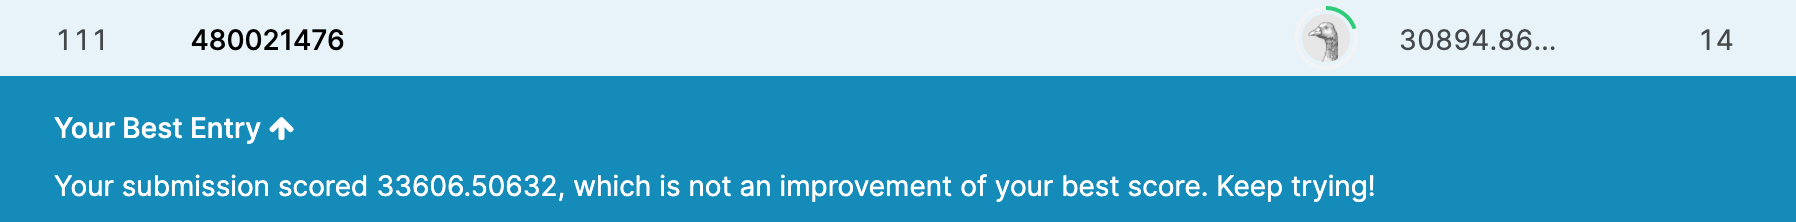 111 480021476 30894.86... 14
Your Best Entry ↑
Your submission scored 33606.50632, which is not an improvement of your best score. Keep trying!